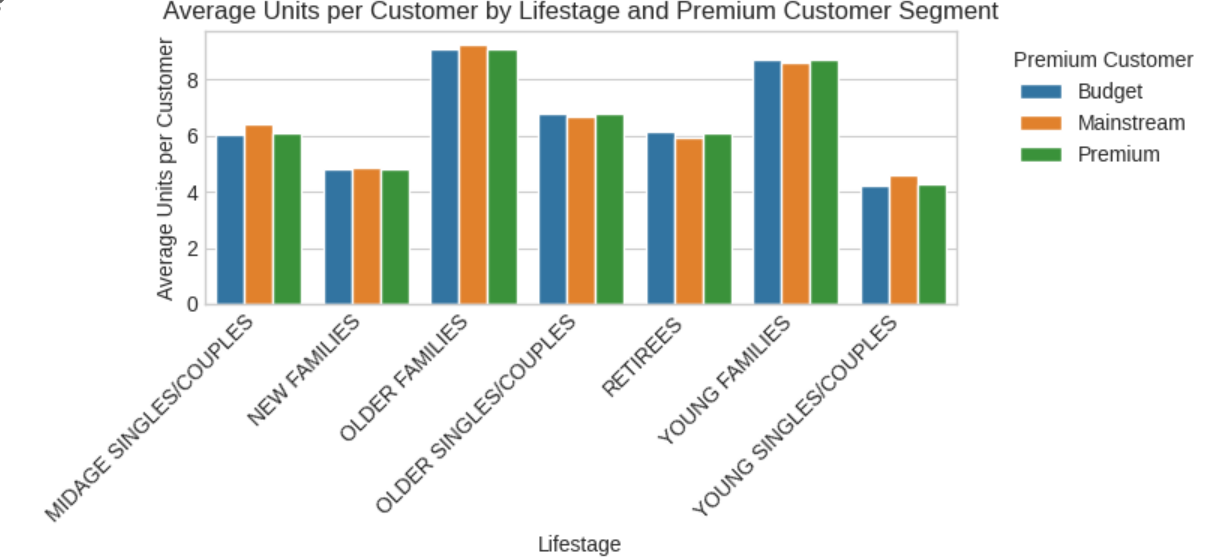 Average Units per Customer by Lifestage and Premium Customer Segment
Average Units per Customer
8
6
4
2
0
MIDAGE SINGLES/COUPLES
NEW FAMILIES
OLDER FAMILIES
OLDER SINGLES/COUPLES
RETIREES
YOUNG FAMILIES
YOUNG SINGLES/COUPLES
Lifestage
Premium Customer
Budget
Mainstream
Premium